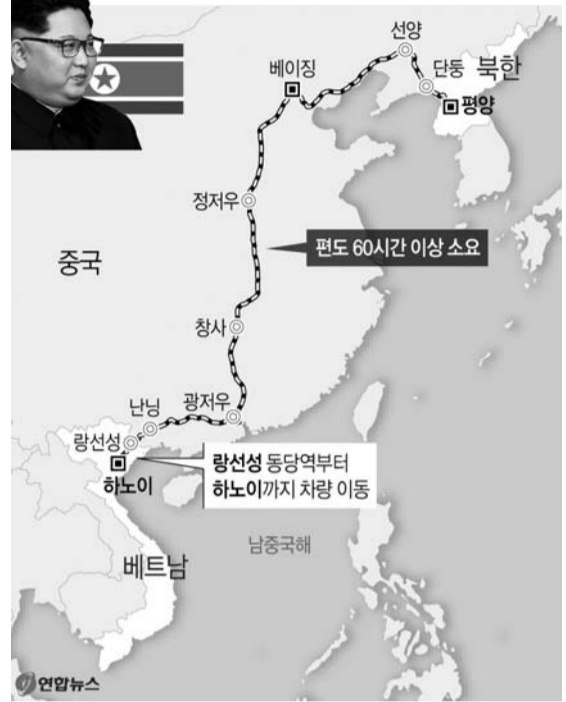 선양
베이징
단둥
북한
평양
정저우
편도 60시간 이상 소요
중국
창사
난닝
광저우
랑선성
하노이
랑선성 동당역부터
하노이까지 차량 이동
남중국해
베트남
연합뉴스